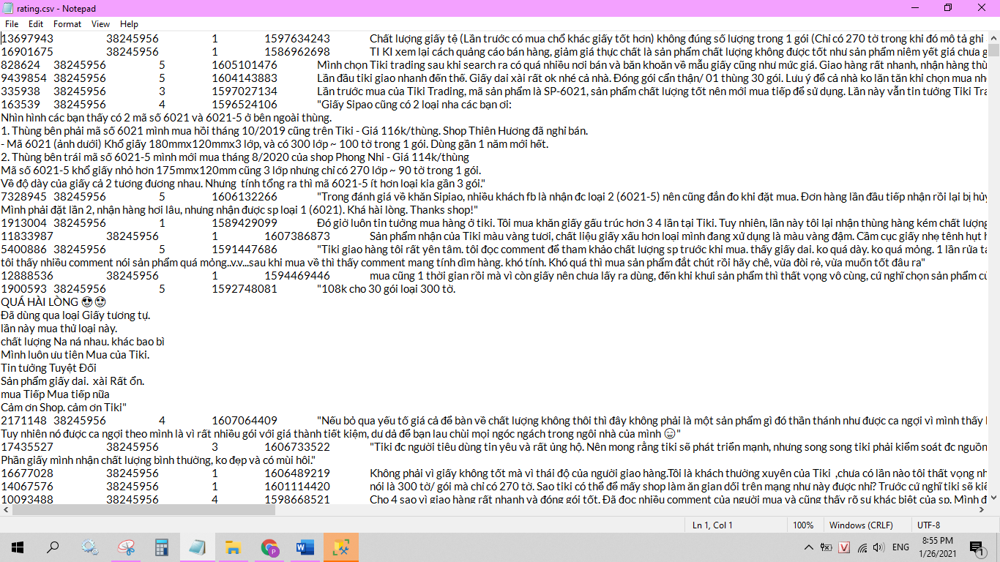 rating.csv - Notepad
File Edit Format View Help
13697943 38245956 1 1597634243 Chất lượng giấy tệ (Lần trước có mua chổ khác giấy tốt hơn) không đúng số lượng trong 1 gói (Chỉ có 270 tờ trong khi đó mô tả ghi
16901675 38245956 1 1586962698 TI KI xem lại cách quảng cáo bán hàng, giảm giá thực chất là sản phẩm chất lượng không được tốt như sản phẩm niêm yết giá chưa g
828624 38245956 5 1605101476 Mình chọn Tiki trading sau khi search ra có quá nhiều nơi bán và băn khoăn về mẫu giấy cũng như mức giá. Giao hàng rất nhanh, nhận hàng thù
9439854 38245956 5 1604143883 Lần đầu tiki giao nhanh đến thế. Giấy dai xài rất ok nhé cả nhà. Đóng gói cẩn thận/ 01 thùng 30 gói. Lưu ý để cả nhà ko lăn tăn khi chọn mua nh
335938 38245956 3 1597027134 Lần trước mua của Tiki Trading, mã sản phẩm là SP-6021, sản phẩm chất lượng tốt nên mới mua tiếp để sử dụng. Lần này vẫn tin tưởng Tiki Tra
163539 38245956 4 1596524106 "Giấy Sipao cũng có 2 loại nha các bạn ơi:
Nhìn hình các bạn thấy có 2 mã số 6021 và 6021-5 ở bên ngoài thùng.
1. Thùng bên phải mã số 6021 mình mua hồi tháng 10/2019 cũng trên Tiki - Giá 116k/thùng. Shop Thiên Hương đã nghỉ bán.
- Mã 6021 (ảnh dưới) Khổ giấy 180mmx120mmx3 lớp, và có 300 lớp ~ 100 tờ trong 1 gói. Dùng gần 1 năm mới hết.
2. Thùng bên trái mã số 6021-5 mình mới mua tháng 8/2020 của shop Phong Nhi - Giá 114k/thùng
Mã số 6021-5 khổ giấy nhỏ hơn 175mmx120mm cũng 3 lớp nhưng chỉ có 270 lớp ~ 90 tờ trong 1 gói.
Về độ dày của giấy cả 2 tương đương nhau. Nhưng tính tổng ra thì mã 6021-5 ít hơn loại kia gần 3 gói."
7328945 38245956 5 1606132266 "Trong đánh giá về khăn Sipiao, nhiều khách fb là nhận đc loại 2 (6021-5) nên cũng đắn đo khi đặt mua. Đơn hàng lần đầu tiếp nhận rồi lại bị hủy
Mình phải đặt lần 2, nhận hàng hơi lâu, nhưng nhận được sp loại 1 (6021). Khá hài lòng. Thanks shop!"
1913004 38245956 1 1589429099 Đó giờ luôn tin tưởng mua hàng ở tiki. Tôi mua khăn giấy gấu trúc hơn 3 4 lần tại Tiki. Tuy nhiên, lần này tôi lại nhận thùng hàng kém chất lượng
11833987 38245956 1 1607386873 Sản phẩm nhận của Tiki màu vàng tươi, chất liệu giấy xấu hơn loại mình đang xử dụng là màu vàng đậm. Cầm cục giấy nhẹ tênh hụt h
5400886 38245956 5 1591447686 "Tiki giao hàng tôi rất yên tâm. tôi đọc comment để tham khảo chất lượng sp trước khi mua. thấy giấy dai. ko quá dày. ko quá mỏng. 1 lần rửa ta
tôi thấy nhiều comment nói sản phẩm quá mỏng..v.v...sau khi mua về thì thấy comment mang tính dìm hàng. khó tính. Khó quá thì mua sản phẩm đắt chút rồi hãy chê, vừa đòi rẻ, vừa muốn tốt đâu ra"
12888536 38245956 1 1594469446 mua cũng 1 thời gian rồi mà vì còn giấy nên chưa lấy ra dùng, đến khi khui sản phẩm thì thất vọng vô cùng, cứ nghĩ chọn sản phẩm cú
1900593 38245956 5 1592748081 "108k cho 30 gói loại 300 tờ.
QUÁ HÀI LÒNG 😍😍
Đã dùng qua loại Giấy tương tự.
lần này mua thử loại này.
chất lượng Na ná nhau. khác bao bì
Mình luôn ưu tiên Mua của Tiki.
Tin tưởng Tuyệt Đối
Sản phẩm giấy dai. xài Rất ổn.
mua Tiếp Mua tiếp nữa
Cảm ơn Shop. cảm ơn Tiki"
2171148 38245956 4 1607064409 "Nếu bỏ qua yếu tố giá cả để bàn về chất lượng không thôi thì đây không phải là một sản phẩm gì đó thần thánh như được ca ngợi vì mình thấy
Tuy nhiên nó được ca ngợi theo mình là vì rất nhiều gói với giá thành tiết kiệm, dư dả để bạn lau chùi mọi ngóc ngách trong ngôi nhà của mình 😄"
17435527 38245956 3 1606733522 "Tiki đc người tiêu dùng tin yêu và rất ủng hộ. Nên mong rằng tiki sẽ phát triển mạnh, nhưng song song tiki phải kiểm soát đc nguồn
Phần giấy mình nhận chất lượng bình thường, ko đẹp và có mùi hôi."
16677028 38245956 1 1606489219 Không phải vì giấy không tốt mà vì thái độ của người giao hàng.Tôi là khách thường xuyên của Tiki ,chưa có lần nào tôi thất vọng nh
14067576 38245956 1 1601114420 nói là 300 tờ/ gói mà chỉ có 270 tờ. Sao tiki có thể để mấy shop làm ăn gian dối trên mạng như này được nhỉ? Trước cứ nghĩ tiki sẽ kiể
10093488 38245956 4 1598668521 Cho 4 sao vì giao hàng rất nhanh và đóng gói tốt. Đã đọc nhiều comment của người mua và cũng thấy rõ sự khác biệt của sp. Mình đ
Ln 1, Col 1 100% Windows (CRLF) UTF-8
ENG
8:55 PM
1/26/2021